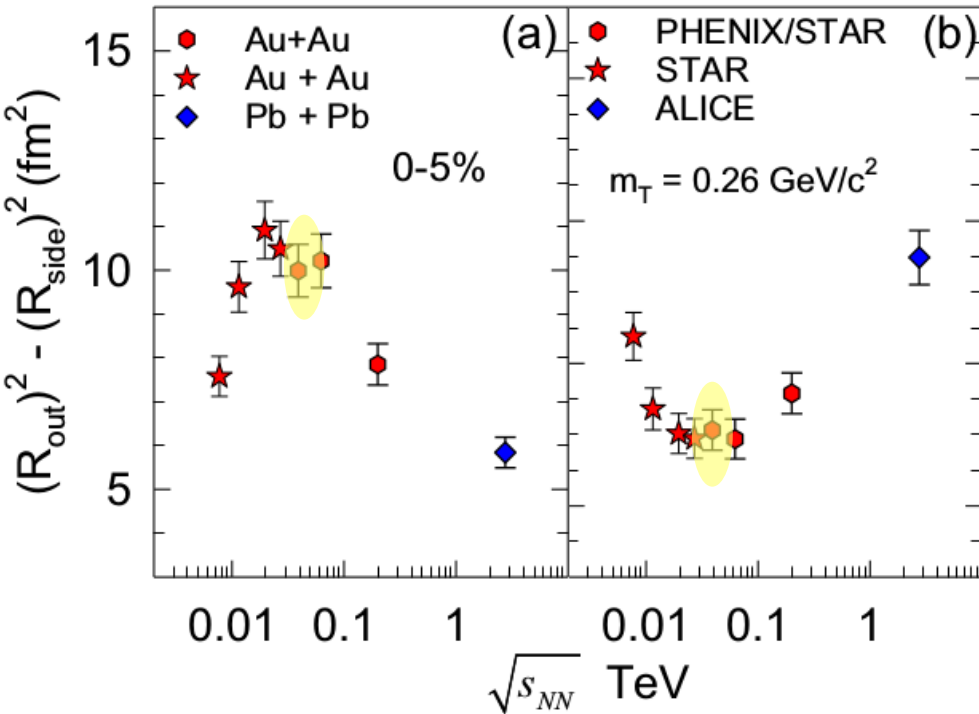 (R_out)^2 - (R_side)^2 (fm^2)
15
10
5
Au+Au
Au + Au
Pb + Pb
(a)
0-5%
PHENIX/STAR
STAR
ALICE
(b)
m_T = 0.26 GeV/c^2
0.01 0.1 1
0.01 0.1 1
√s_NN TeV